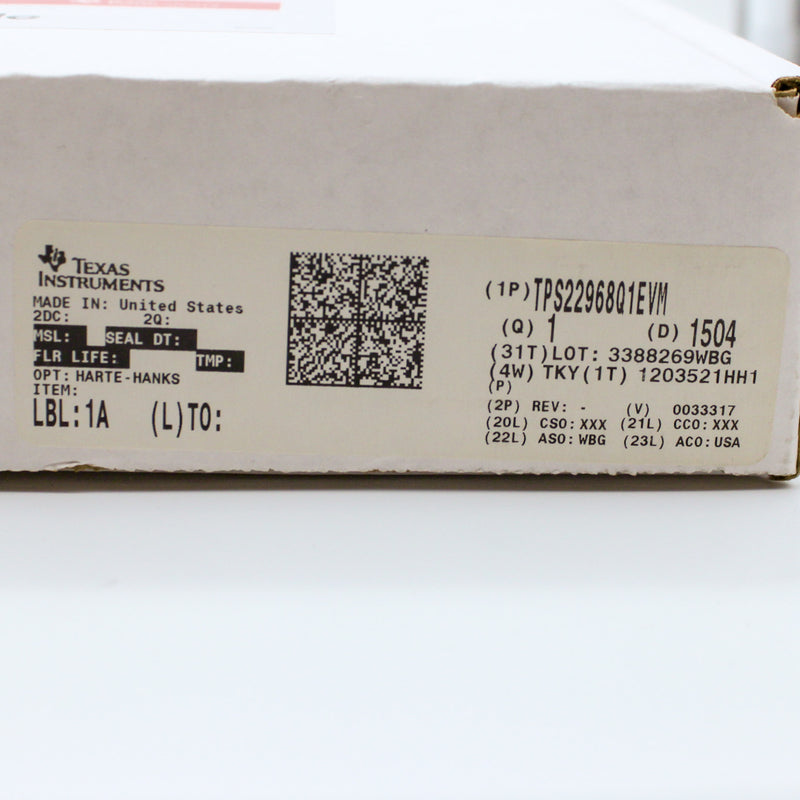 TEXAS
INSTRUMENTS
MADE IN: United States
2DC: 2Q:
MSL: SEAL DT:
FLR LIFE: TMP:
OPT: HARTE-HANKS
ITEM:
LBL: 1A (L)TO:
(1P) TPS22968Q1EVM
(Q) 1 (D) 1504
(31T)LOT: 3388269WBG
(4W) TKY(1T) 1203521HH1
(P)
(2P) REV: - (V) 0033317
(20L) CSO: XXX (21L) CCO: XXX
(22L) ASO: WBG (23L) ACO: USA